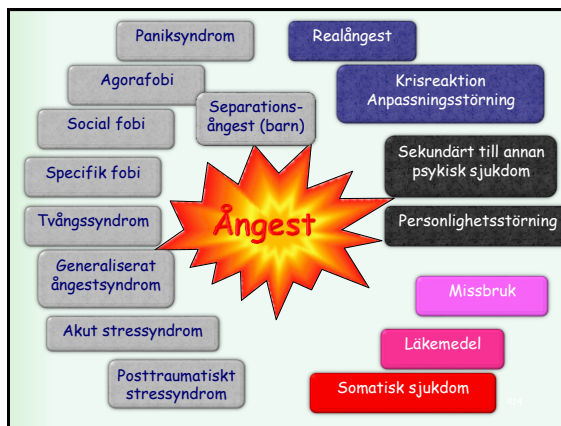 Paniksyndrom
Realångest
Agorafobi
Krisreaktion
Anpassningsstörning
Separations-
ångest (barn)
Social fobi
Sekundärt till annan
psykisk sjukdom
Specifik fobi
Tvångssyndrom
Ångest
Personlighetsstörning
Generaliserat
ångestsyndrom
Missbruk
Akut stressyndrom
Läkemedel
Posttraumatiskt
stressyndrom
Somatisk sjukdom